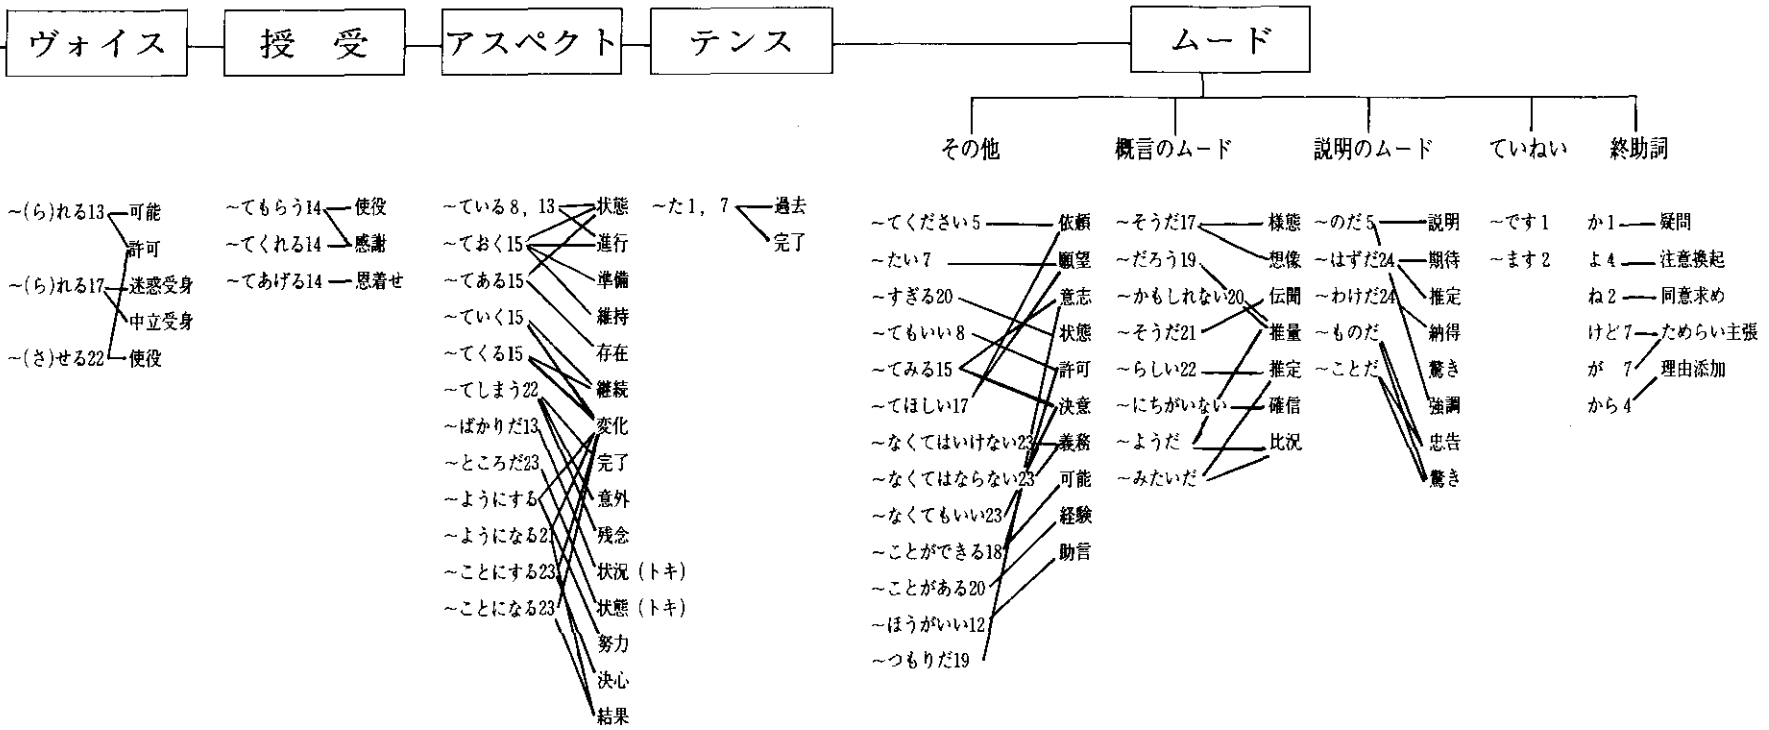 ヴォイス
授 受
アスペクト
テンス
ムード
その他
概言のムード
説明のムード
ていねい
終助詞
～(ら)れる13
～(ら)れる17
～(さ)せる22
可能
許可
迷惑受身
中立受身
使役
～てもらう14
～てくれる14
～てあげる14
使役
感謝
恩着せ
～ている8，13
～ておく15
～てある15
～ていく15
～てくる15
～てしまう22
～ばかりだ13
～ところだ23
～ようにする
～ようになる21
～ことにする23
～ことになる23
状態
進行
準備
維持
存在
継続
変化
完了
意外
残念
状況（トキ）
状態（トキ）
努力
決心
結果
～た1，7
過去
完了
～てください5
～たい7
～すぎる20
～てもいい8
～てみる15
～てほしい17
～なくてはいけない23
～なくてはならない23
～なくてもいい23
～ことができる18
～ことがある20
～ほうがいい12
～つもりだ19
依頼
願望
意志
状態
許可
決意
義務
可能
経験
助言
～そうだ17
～だろう19
～かもしれない20
～そうだ21
～らしい22
～にちがいない
～ようだ
～みたいだ
様態
想像
伝聞
推量
推定
確信
比況
～のだ5
～はずだ24
～わけだ24
～ものだ
～ことだ
説明
期待
推定
納得
驚き
強調
忠告
驚き
～です1
～ます2
か1
よ4
ね2
けど7
が 7
から4
疑問
注意換起
同意求め
ためらい主張
理由添加